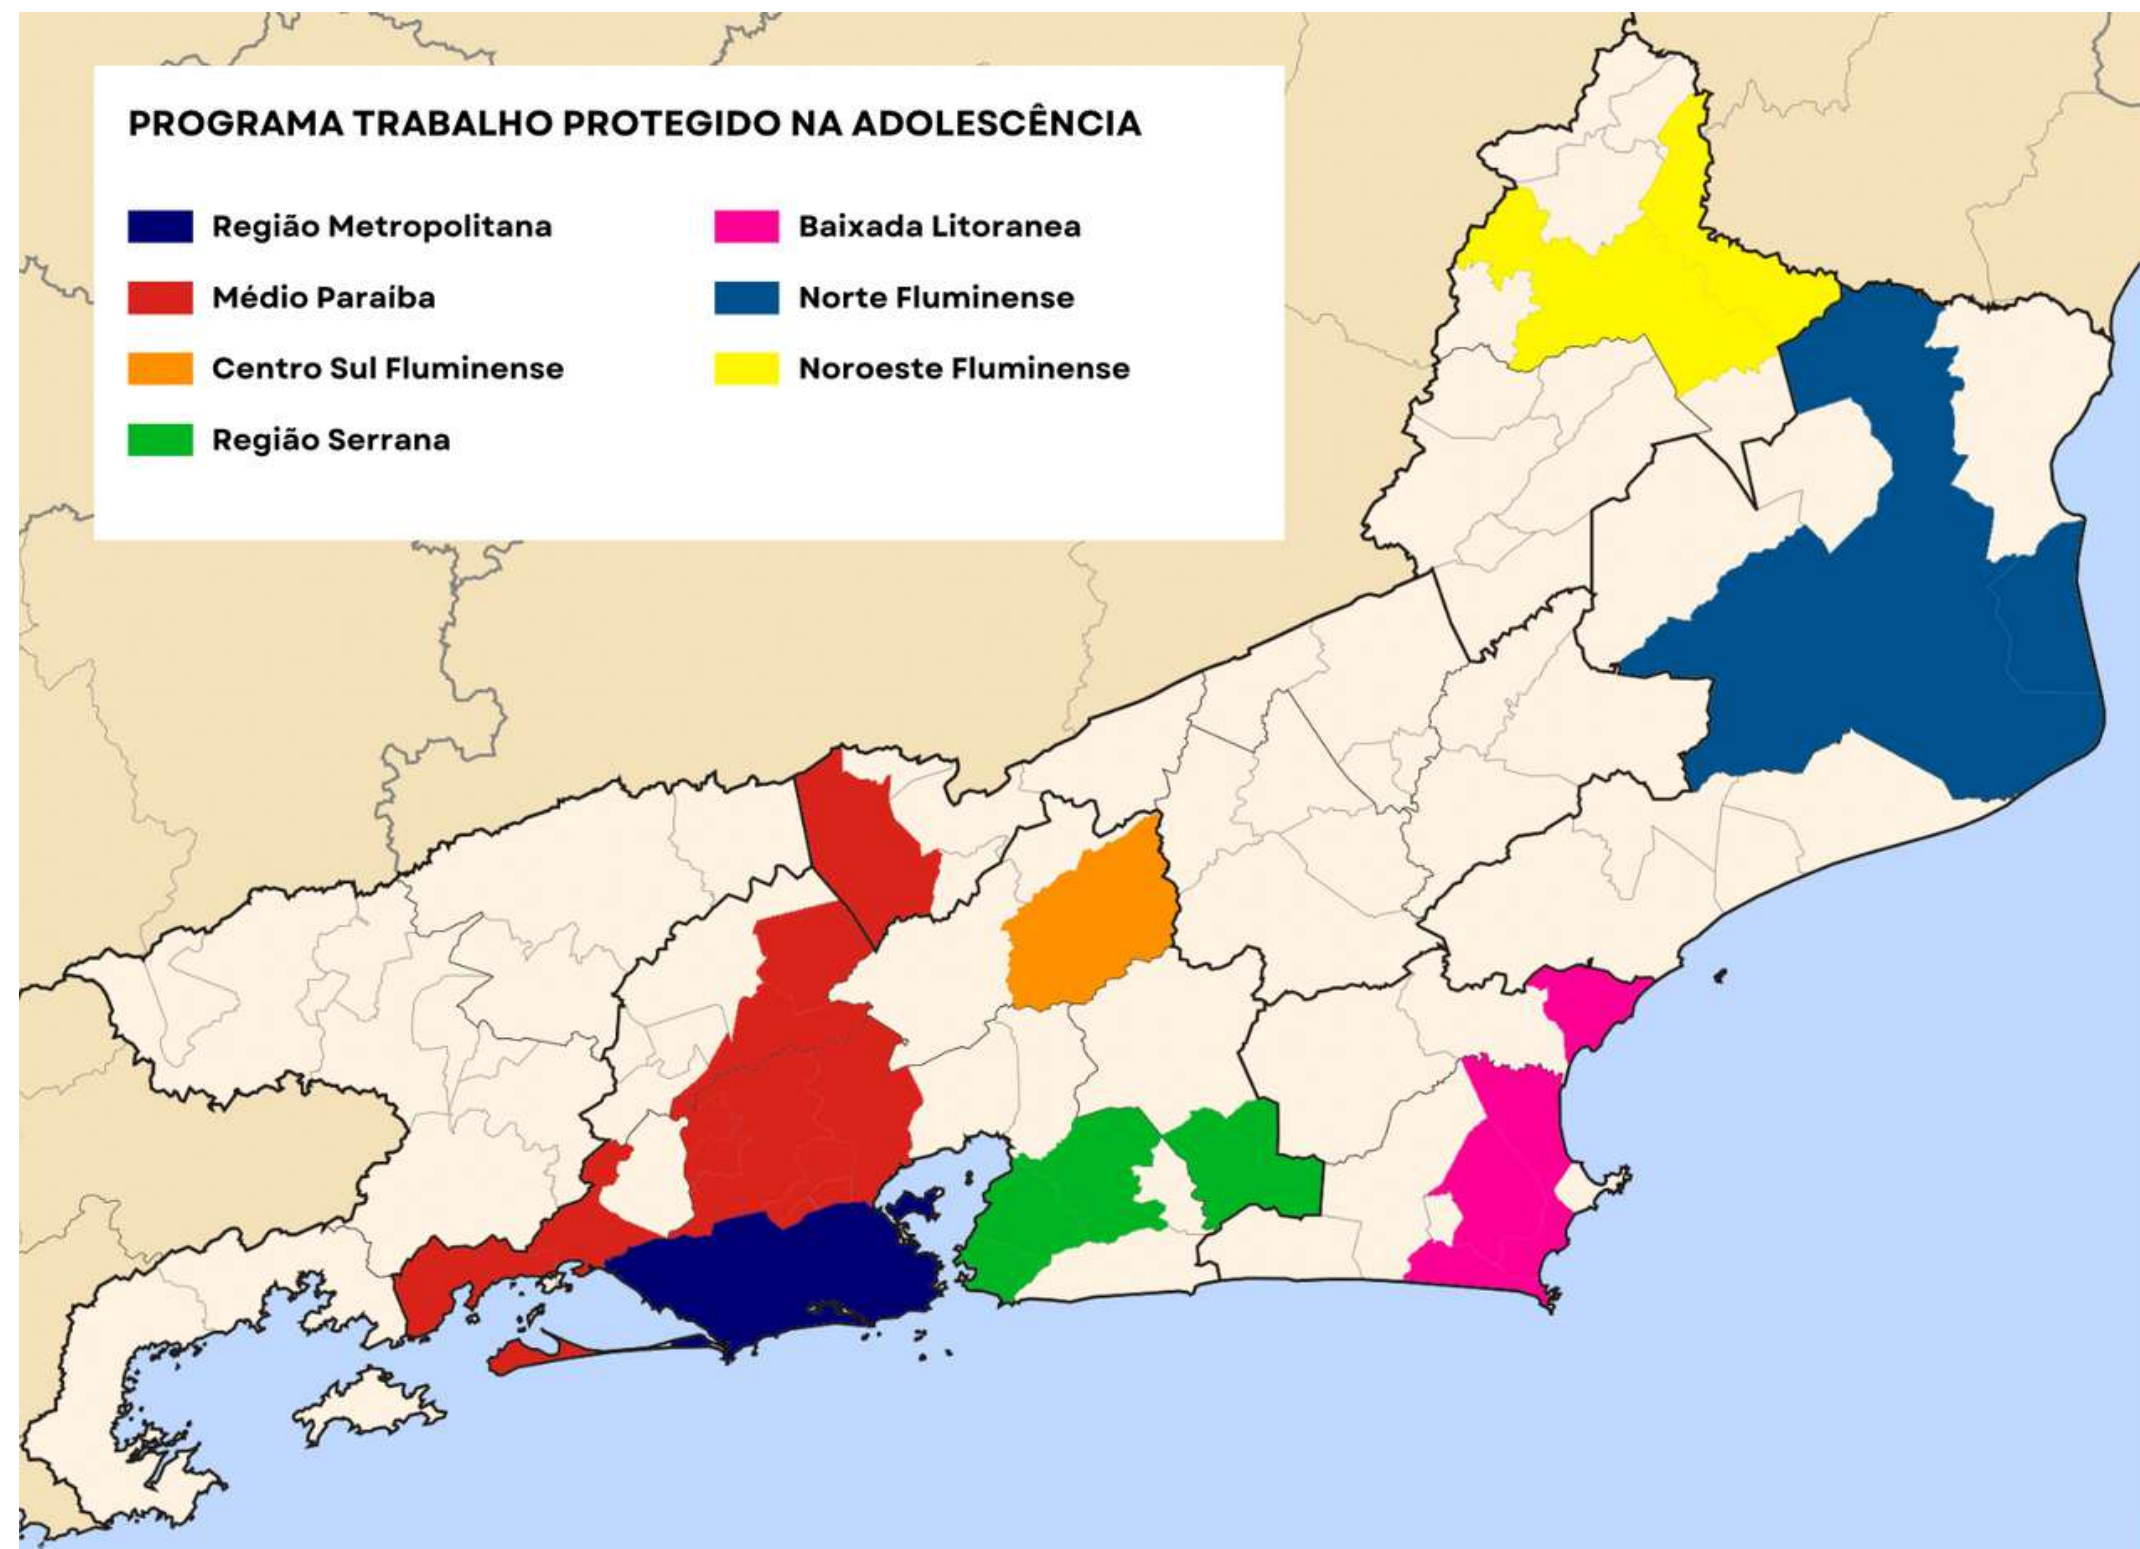 PROGRAMA TRABALHO PROTEGIDO NA ADOLESCÊNCIA
Região Metropolitana
Médio Paraíba
Centro Sul Fluminense
Região Serrana
Baixada Litoranea
Norte Fluminense
Noroeste Fluminense